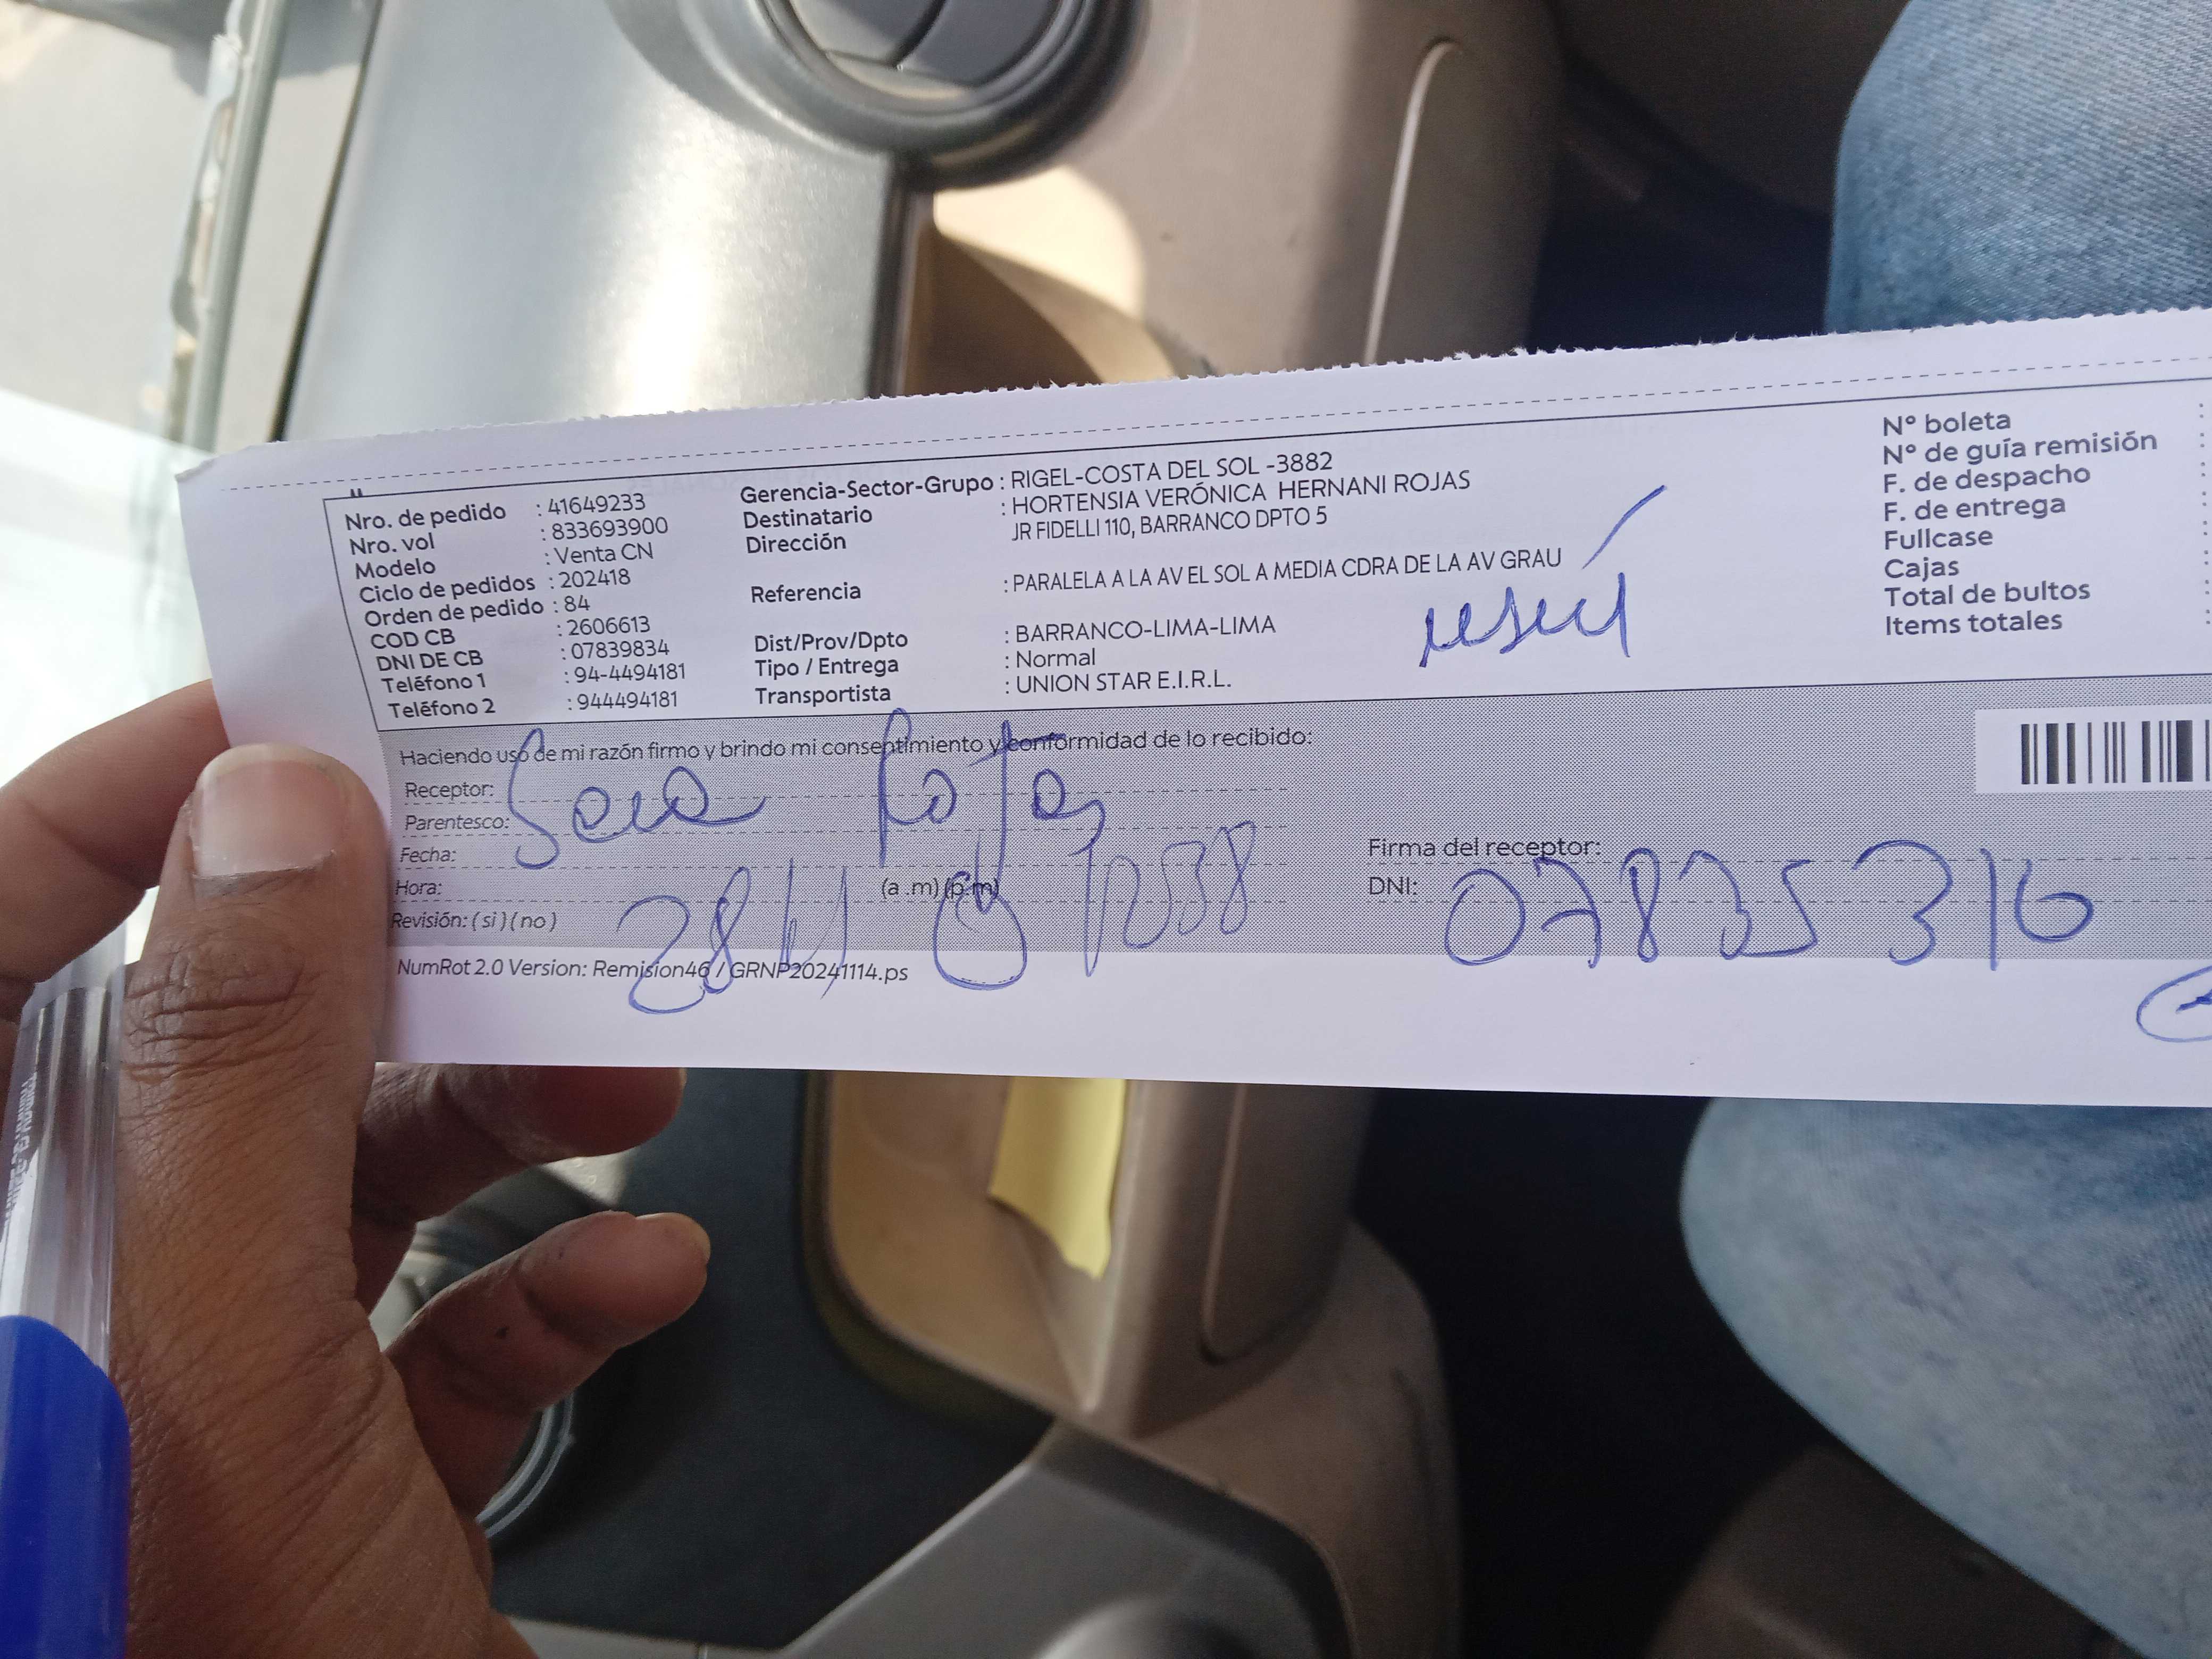 Nro. de pedido : 41649233
Nro. vol : 833693900
Modelo : Venta CN
Ciclo de pedidos : 202418
Orden de pedido : 84
COD CB : 2606613
DNI DE CB : 07839834
Teléfono 1 : 94-4494181
Teléfono 2 : 944494181
Gerencia-Sector-Grupo : RIGEL-COSTA DEL SOL -3882
Destinatario : HORTENSIA VERÓNICA HERNANI ROJAS
Dirección JR FIDELLI 110, BARRANCO DPTO 5
Referencia : PARALELA A LA AV EL SOL A MEDIA CDRA DE LA AV GRAU
Dist/Prov/Dpto : BARRANCO-LIMA-LIMA
Tipo / Entrega : Normal
Transportista : UNION STAR E.I.R.L.
N° boleta :
N° de guía remisión :
F. de despacho :
F. de entrega :
Fullcase :
Cajas :
Total de bultos :
Items totales :
Haciendo uso de mi razón firmo y brindo mi consentimiento y conformidad de lo recibido:
Receptor: Sara Rojas
Parentesco:
Fecha:
Hora: (a .m) (p.m)
Revisión: ( si ) ( no )
28
Firma del receptor:
DNI: 07835316
NumRot 2.0 Version: Remision46 / GRNP20241114.ps